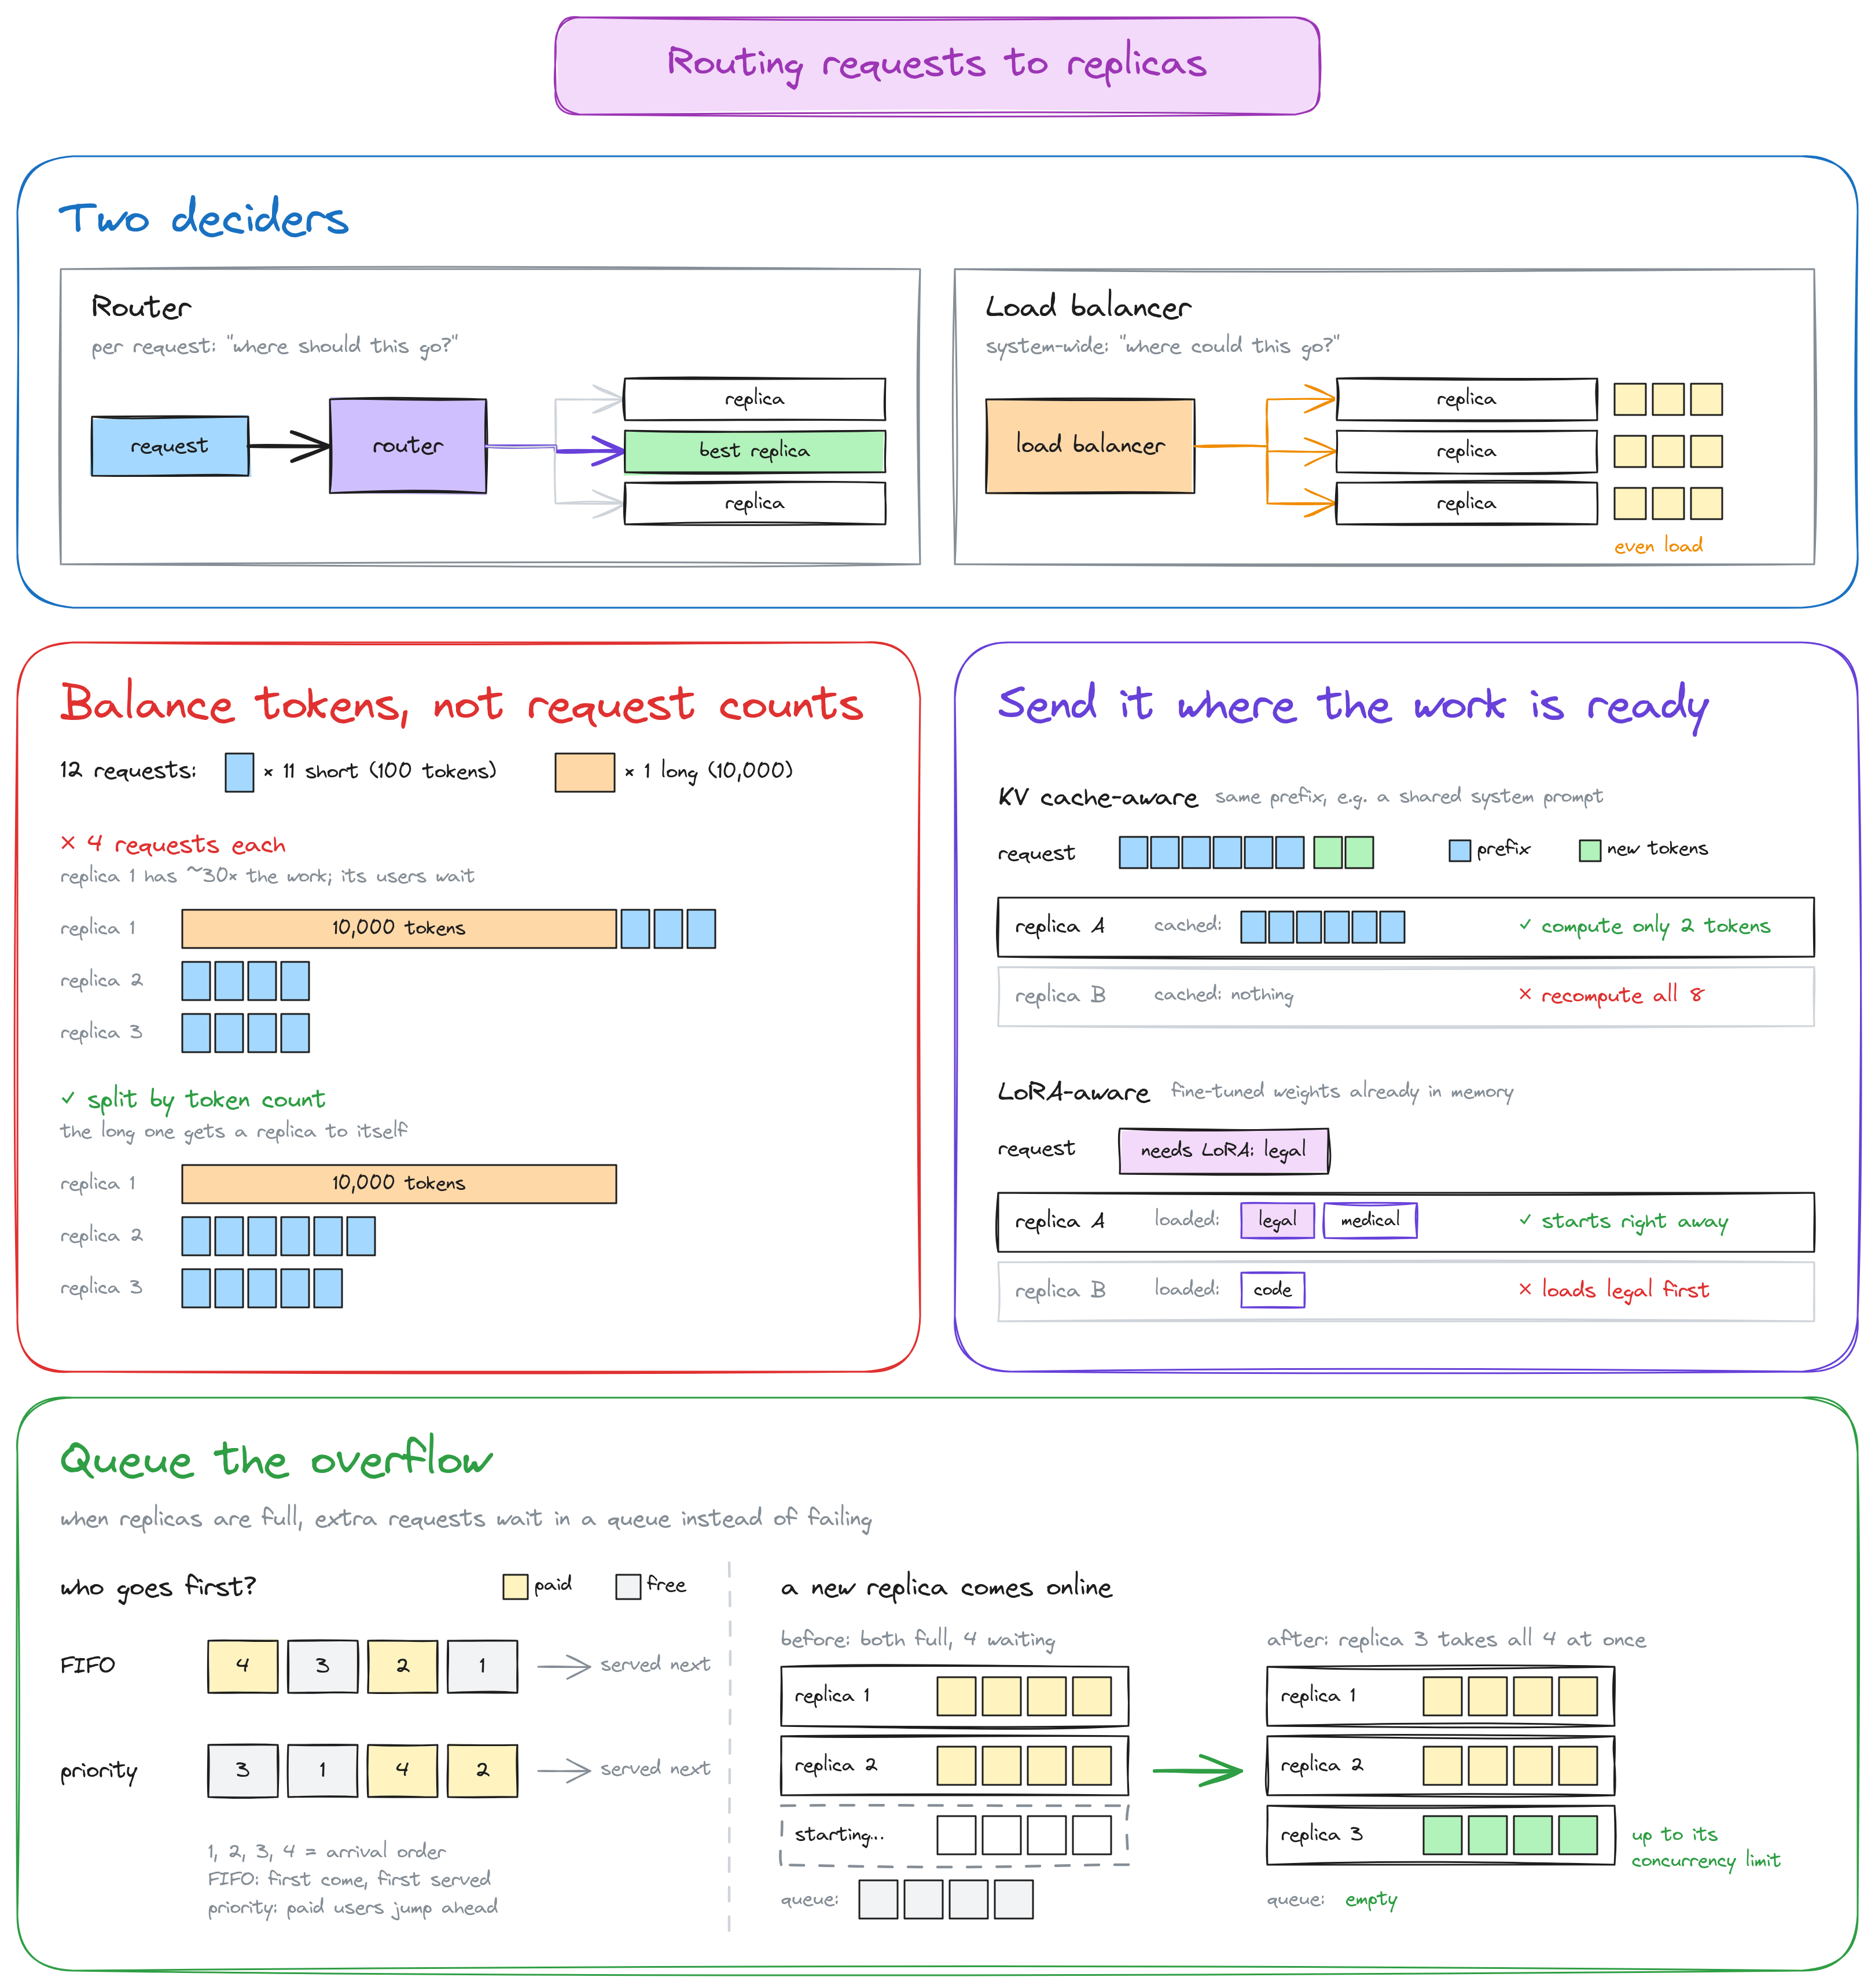 Routing requests to replicas
Two deciders
Router
per request: "where should this go?"
request
router
replica
best replica
replica
Load balancer
system-wide: "where could this go?"
load balancer
replica
replica
replica
even load
Balance tokens, not request counts
12 requests: × 11 short (100 tokens) × 1 long (10,000)
× 4 requests each
replica 1 has ~30× the work; its users wait
replica 1 10,000 tokens
replica 2
replica 3
✓ split by token count
the long one gets a replica to itself
replica 1 10,000 tokens
replica 2
replica 3
Send it where the work is ready
KV cache-aware same prefix, e.g. a shared system prompt
request prefix new tokens
replica A cached: ✓ compute only 2 tokens
replica B cached: nothing × recompute all 8
LoRA-aware fine-tuned weights already in memory
request needs LoRA: legal
replica A loaded: legal medical ✓ starts right away
replica B loaded: code × loads legal first
Queue the overflow
when replicas are full, extra requests wait in a queue instead of failing
who goes first? paid free
FIFO 4 3 2 1 served next
priority 3 1 4 2 served next
1, 2, 3, 4 = arrival order
FIFO: first come, first served
priority: paid users jump ahead
a new replica comes online
before: both full, 4 waiting
replica 1
replica 2
starting...
queue:
after: replica 3 takes all 4 at once
replica 1
replica 2
replica 3
up to its
concurrency limit
queue: empty